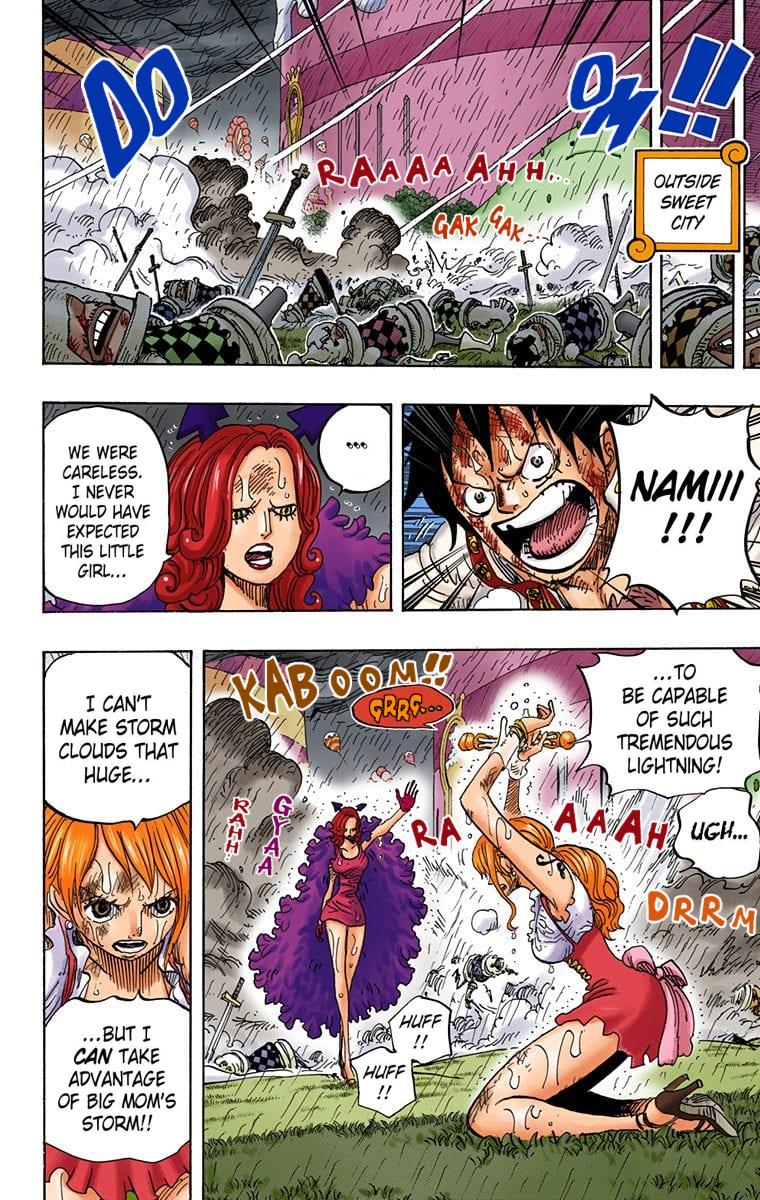 OUTSIDE
SWEET
CITY
DO
OM!!
RAAAAAHH...
GAK GAK...
NAMIII
!!!
...
WE WERE
CARELESS.
I NEVER
WOULD HAVE
EXPECTED
THIS LITTLE
GIRL...
...TO
BE CAPABLE
OF SUCH
TREMENDOUS
LIGHTNING!
UGH...
KABOOM!!
GRRG...
RA
AAAH
DRRM
GYAA
RAHH
HUFF
!!
HUFF
!!
I CAN'T
MAKE STORM
CLOUDS THAT
HUGE...
...BUT I
CAN TAKE
ADVANTAGE
OF BIG MOM'S
STORM!!